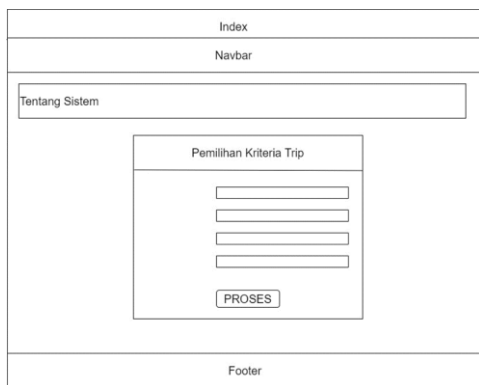 Index
Navbar
Tentang Sistem
Pemilihan Kriteria Trip
PROSES
Footer